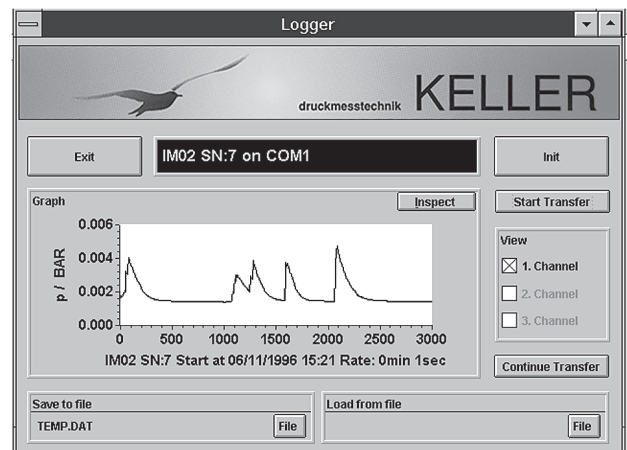 Logger
druckmesstechnik KELLER
Exit
IM02 SN:7 on COM1
Init
Graph
Inspect
Start Transfer
p / BAR
0.006
0.004
0.002
0.000
0 500 1000 1500 2000 2500 3000
IM02 SN:7 Start at 06/11/1996 15:21 Rate: 0min 1sec
View
1. Channel
2. Channel
3. Channel
Continue Transfer
Save to file
TEMP.DAT File
Load from file
File